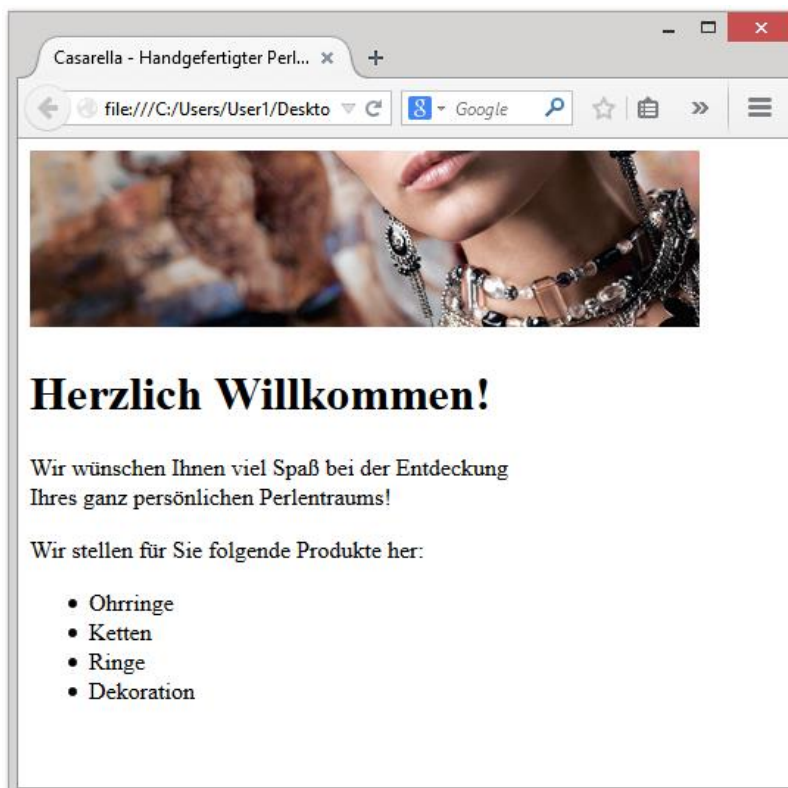 Casarella - Handgefertigter Perl...
file:///C:/Users/User1/Deskto
8 Google
Herzlich Willkommen!
Wir wünschen Ihnen viel Spaß bei der Entdeckung
Ihres ganz persönlichen Perlentraums!
Wir stellen für Sie folgende Produkte her:
• Ohrringe
• Ketten
• Ringe
• Dekoration